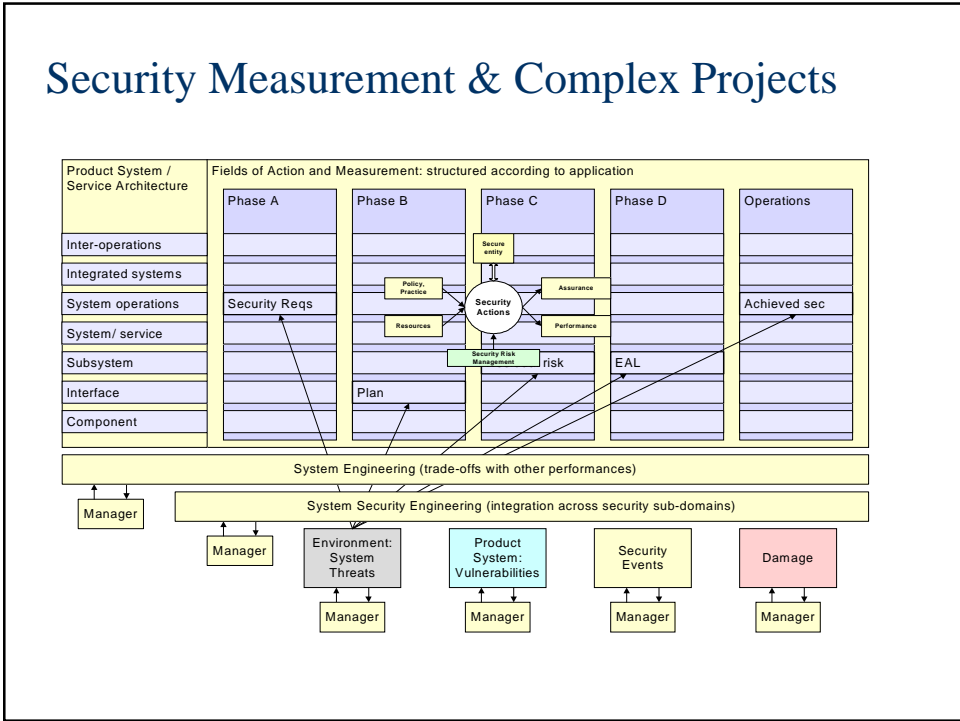 Security Measurement & Complex Projects
Product System /
Service Architecture
Fields of Action and Measurement: structured according to application
Phase A
Phase B
Phase C
Phase D
Operations
Inter-operations
Secure
entity
Integrated systems
Policy,
Practice
Assurance
System operations
Security Reqs
Security
Actions
Achieved sec
Resources
Performance
System/ service
Security Risk
Management
Subsystem
risk
EAL
Interface
Plan
Component
System Engineering (trade-offs with other performances)
Manager
System Security Engineering (integration across security sub-domains)
Manager
Environment:
System
Threats
Product
System:
Vulnerabilities
Security
Events
Damage
Manager
Manager
Manager
Manager